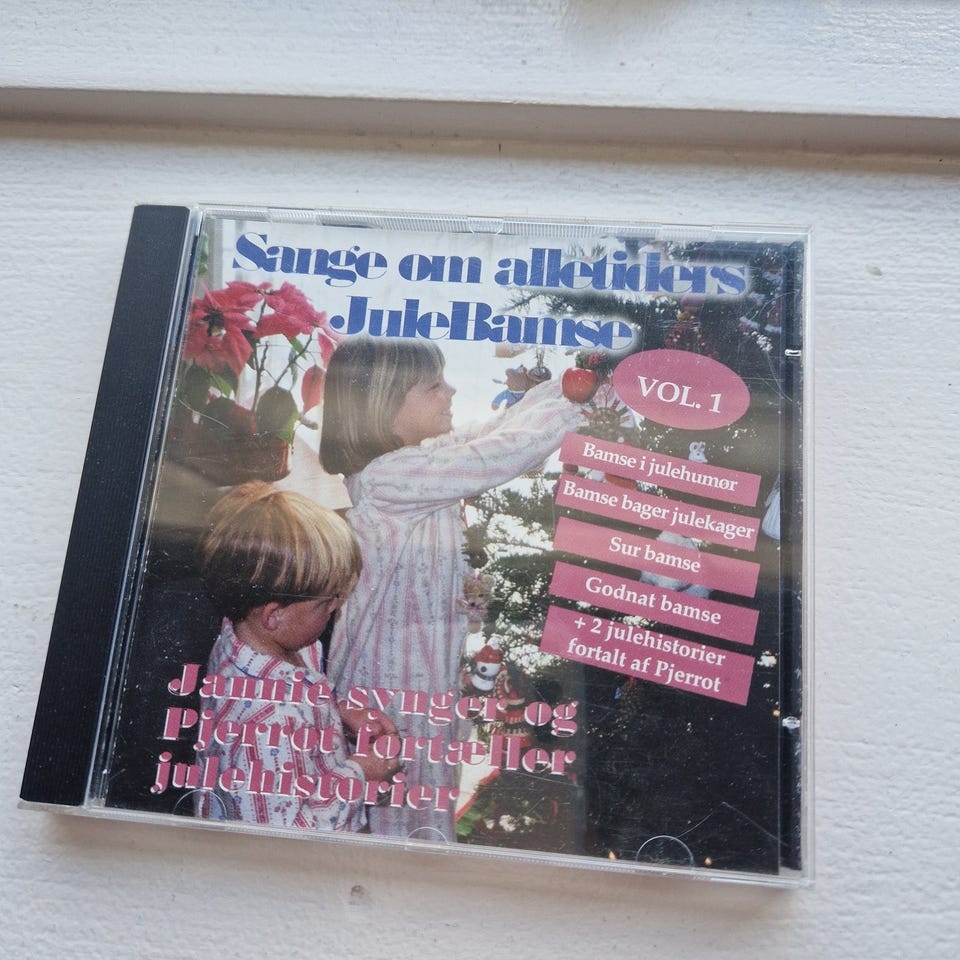 Sange om alletiders
JuleBamse
VOL. 1
Bamse i julehumør
Bamse bager julekager
Sur bamse
Godnat bamse
+ 2 julehistorier
fortalt af Pjerrot
Jannie synger og
Pjerrot fortæller
julehistorier